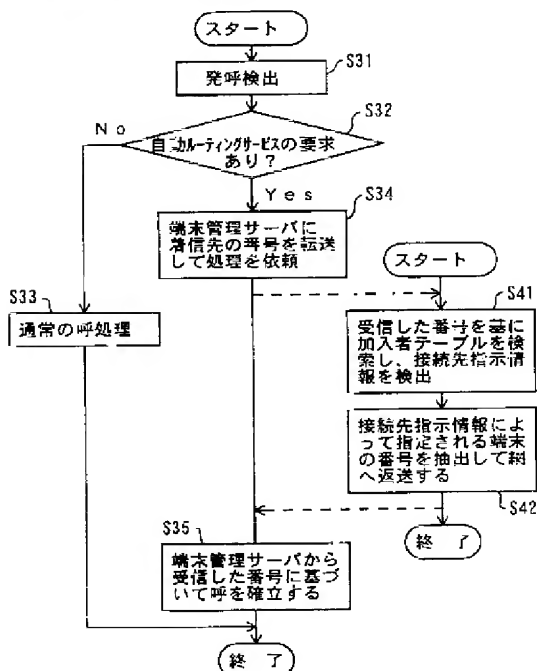 スタート
S31
発呼検出
S32
No
自動ルーティングサービスの要求
あり?
Yes
S34
端末管理サーバに
着信先の番号を転送
して処理を依頼
スタート
S33
通常の呼処理
S41
受信した番号を基に
加入者テーブルを検
索し、接続先指示情
報を検出
接続先指示情報によ
って指定される端末
の番号を抽出して網
へ返送する
S42
終 了
S35
端末管理サーバから
受信した番号に基づ
いて呼を確立する
終 了